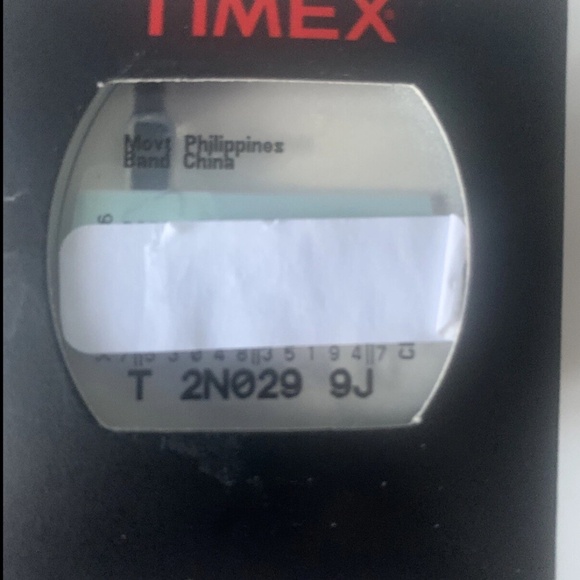 TIMEX
Movt Philippines
Band China
T 2N029 9J